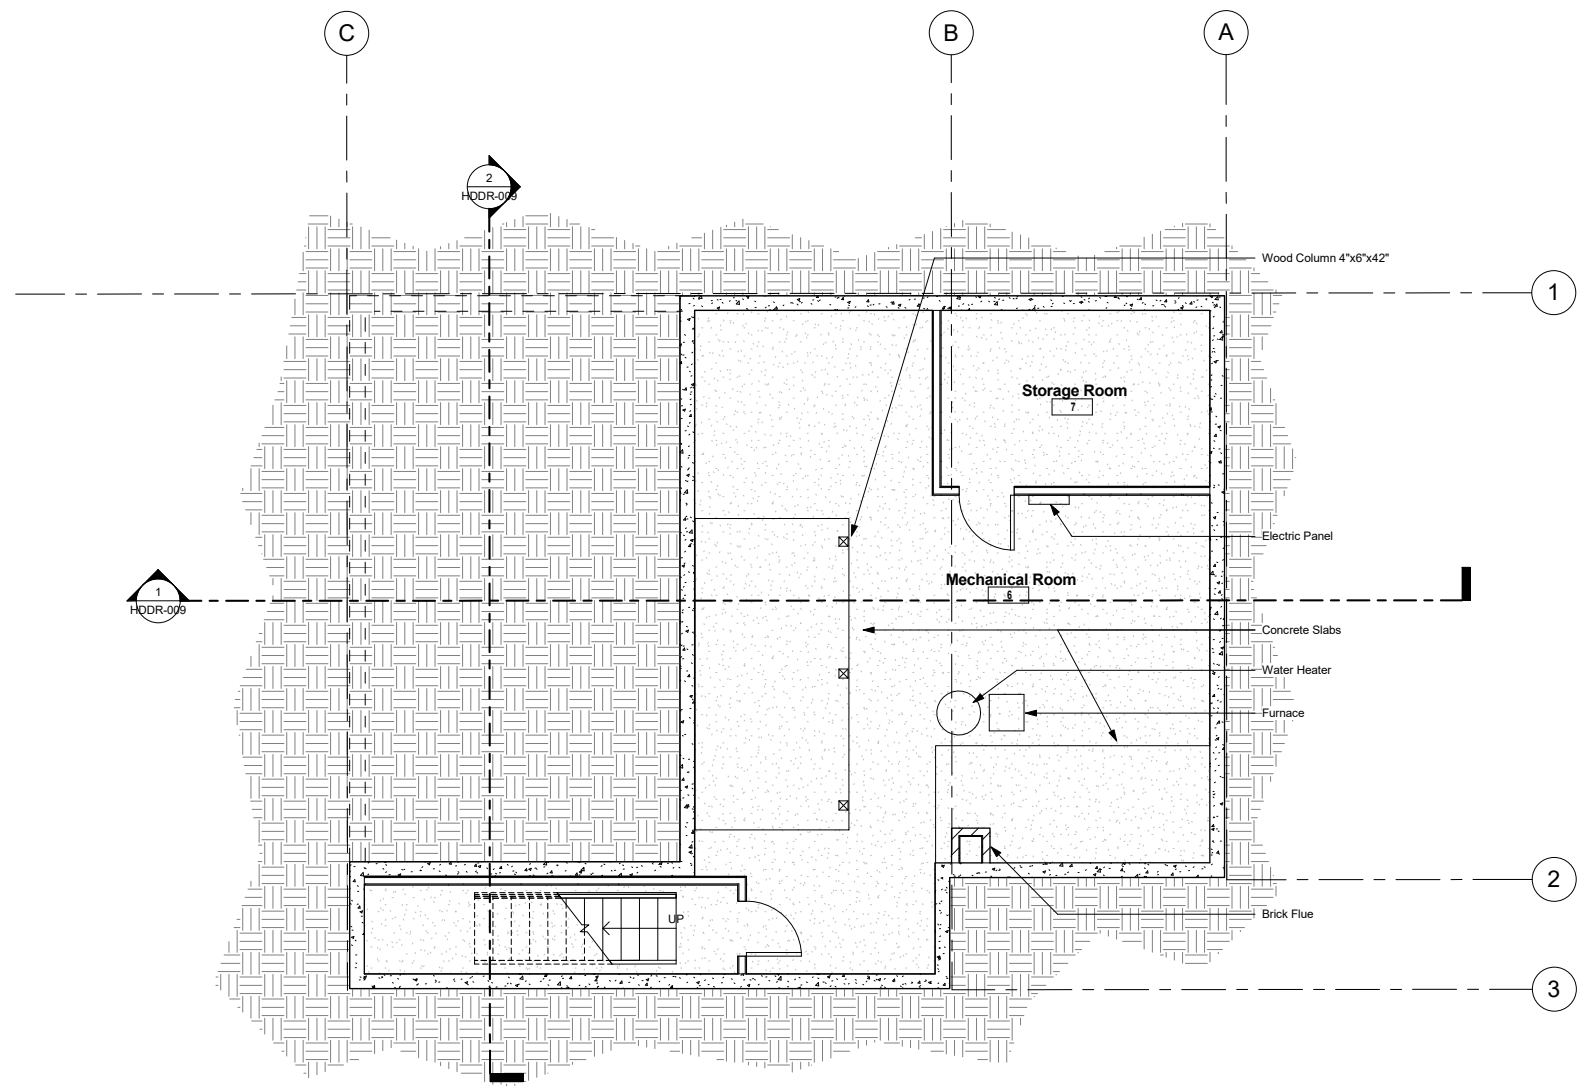 C
B
A
2
HDDR-009
Wood Column 4"x6"x42"
1
Storage Room
7
Electric Panel
Mechanical Room
6
1
HDDR-009
Concrete Slabs
Water Heater
Furnace
2
UP
Brick Flue
3